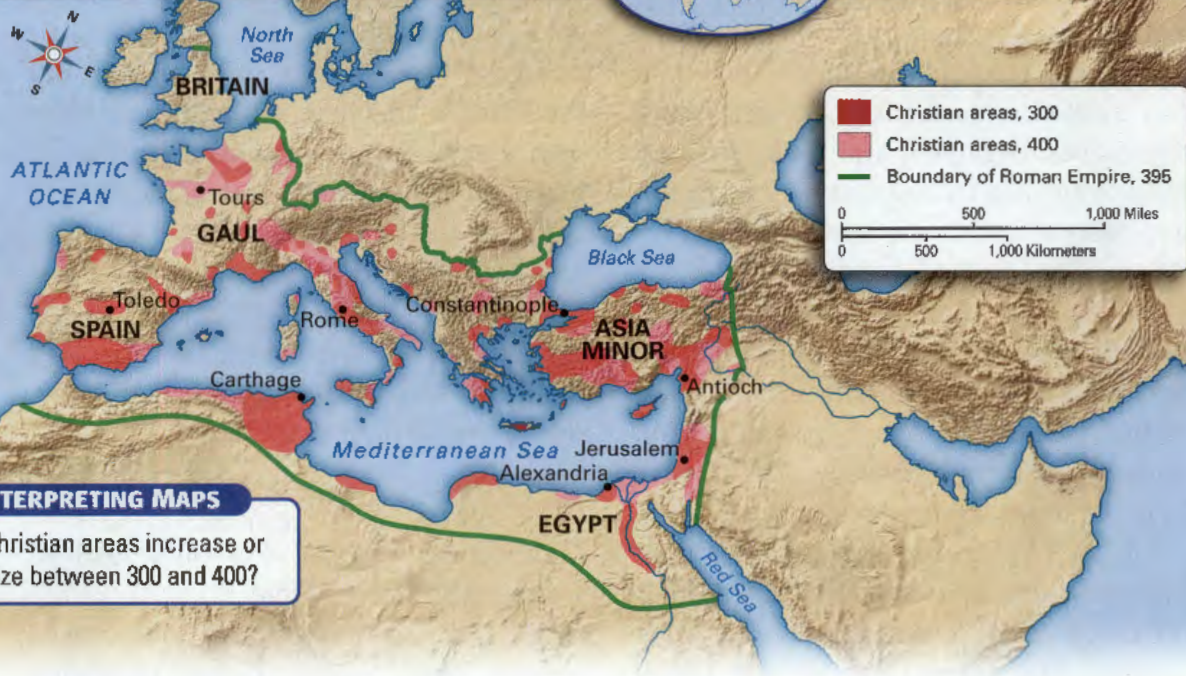 N
W
E
S
North
Sea
BRITAIN
ATLANTIC
OCEAN
Tours
GAUL
Toledo
SPAIN
Rome
Constantinople
Black Sea
ASIA
MINOR
Carthage
Antioch
Mediterranean Sea
Jerusalem
Alexandria
EGYPT
Red Sea
Christian areas, 300
Christian areas, 400
Boundary of Roman Empire, 395
0 500 1,000 Miles
0 500 1,000 Kilometers
TERPRETING MAPS
hristian areas increase or
ze between 300 and 400?